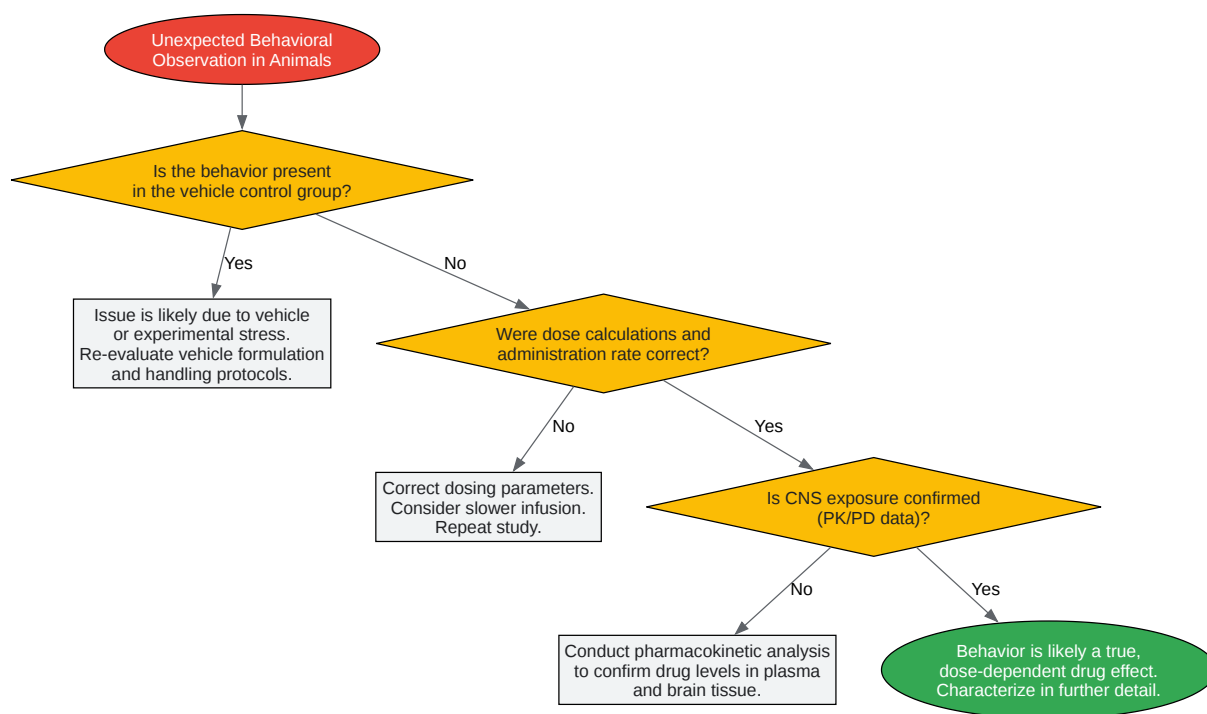 Unexpected Behavioral
Observation in Animals
Is the behavior present
in the vehicle control group?
Yes
No
Issue is likely due to vehicle
or experimental stress.
Re-evaluate vehicle formulation
and handling protocols.
Were dose calculations and
administration rate correct?
No
Yes
Correct dosing parameters.
Consider slower infusion.
Repeat study.
Is CNS exposure confirmed
(PK/PD data)?
No
Yes
Conduct pharmacokinetic analysis
to confirm drug levels in plasma
and brain tissue.
Behavior is likely a true,
dose-dependent drug effect.
Characterize in further detail.